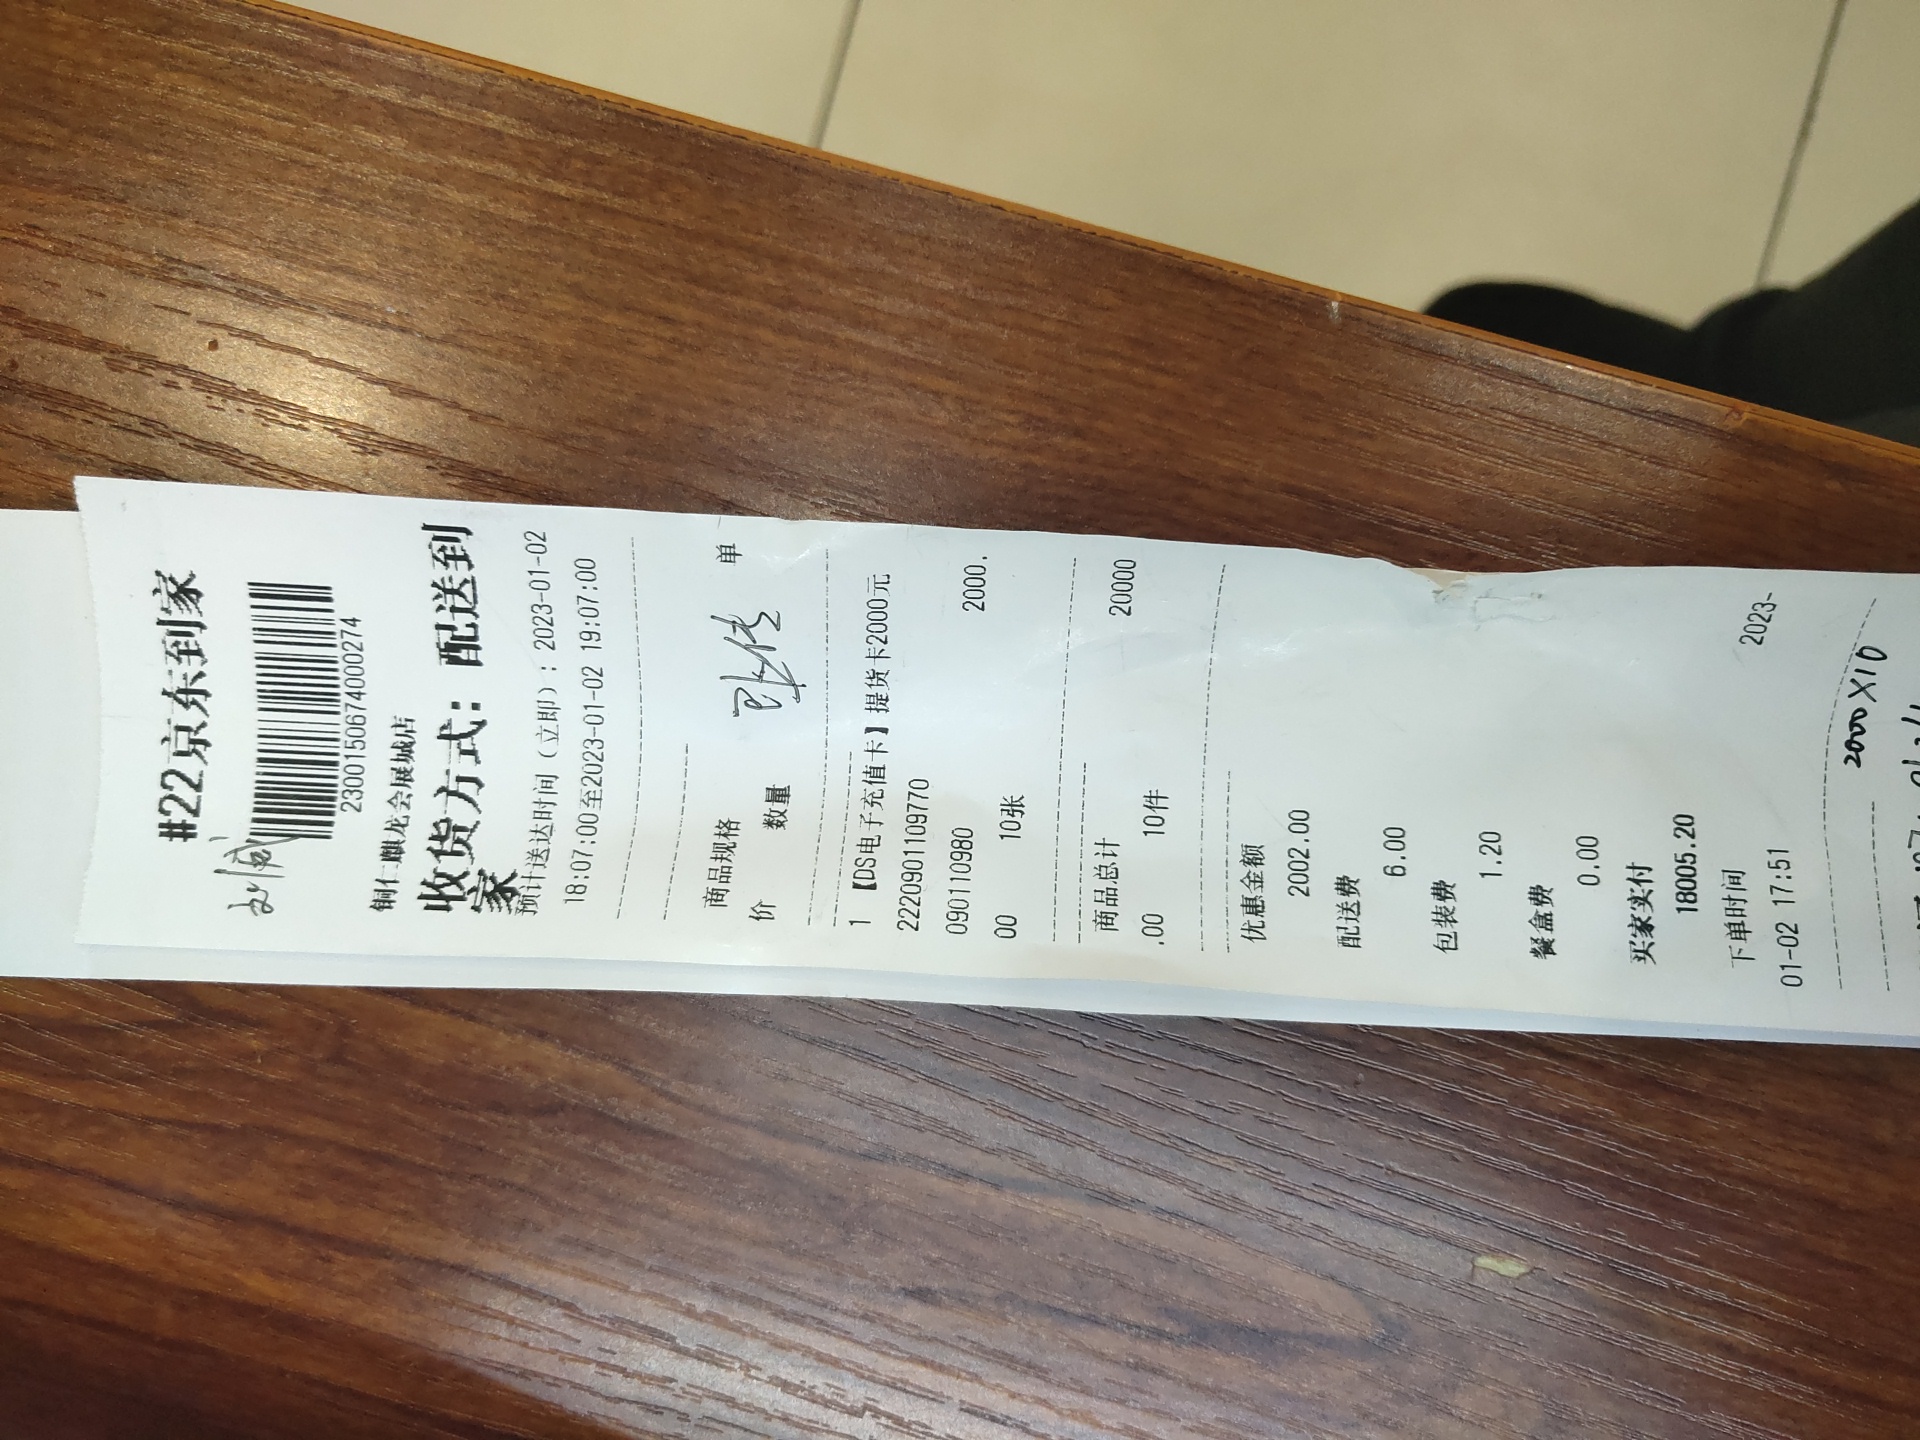 #22京东到家
2300150674000274
铜仁麒龙会展城店
收货方式：配送到
家
预计送达时间（立即）：2023-01-02
18:07:00至2023-01-02 19:07:00
商品规格 单
价 数量
1 【DS电子充值卡】提货卡2000元
2220901109770
0901109800
00 10张 2000.
商品总计
.00 10件 20000
优惠金额
2002.00
配送费
6.00
包装费
1.20
餐盒费
0.00
买家实付
18005.20
下单时间 2023-
01-02 17:51
2000×10